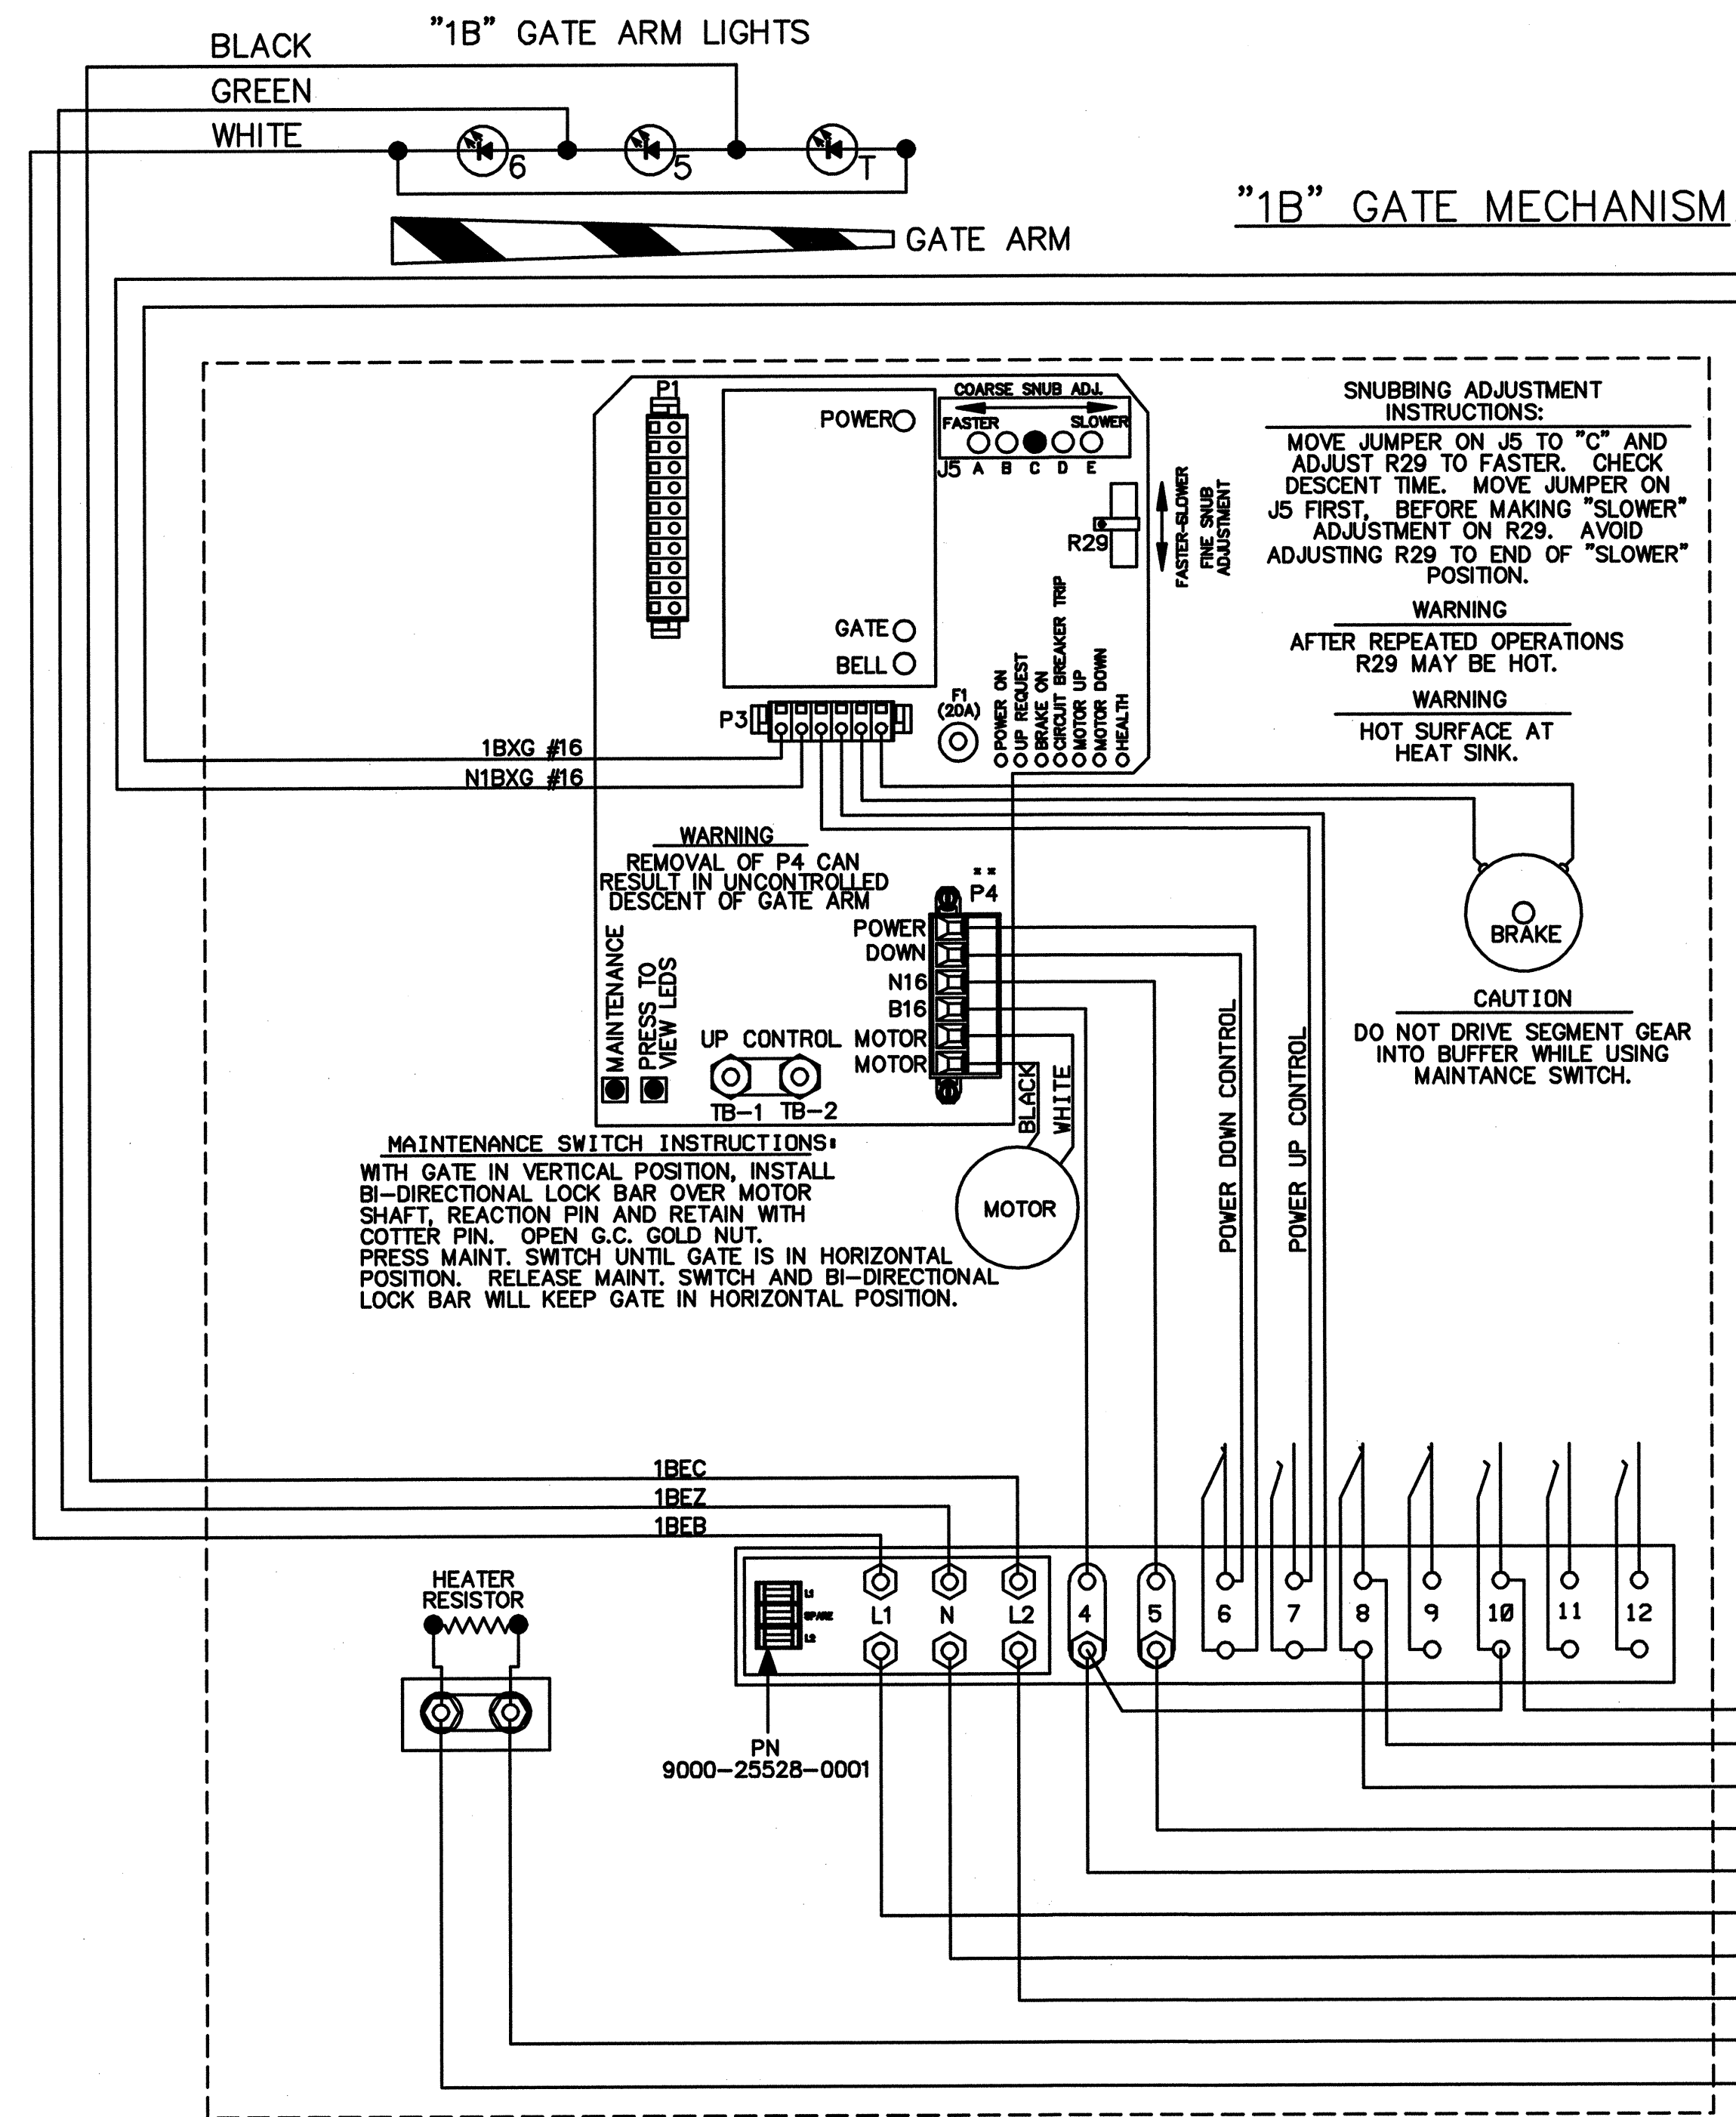 "1B" GATE ARM LIGHTS
BLACK
GREEN
WHITE
6
5
T
GATE ARM
"1B" GATE MECHANISM
P1
POWER
GATE
BELL
COARSE SNUB ADJ.
FASTER
SLOWER
J5 A B C D E
R29
FASTER-SLOWER
FINE SNUB
ADJUSTMENT
SNUBBING ADJUSTMENT
INSTRUCTIONS:
MOVE JUMPER ON J5 TO "C" AND
ADJUST R29 TO FASTER. CHECK
DESCENT TIME. MOVE JUMPER ON
J5 FIRST, BEFORE MAKING "SLOWER"
ADJUSTMENT ON R29. AVOID
ADJUSTING R29 TO END OF "SLOWER"
POSITION.
WARNING
AFTER REPEATED OPERATIONS
R29 MAY BE HOT.
WARNING
HOT SURFACE AT
HEAT SINK.
P3
F1
(20A)
POWER ON
UP REQUEST
BRAKE ON
CIRCUIT BREAKER TRIP
MOTOR UP
MOTOR DOWN
HEALTH
1BXG #16
N1BXG #16
WARNING
REMOVAL OF P4 CAN
RESULT IN UNCONTROLLED
DESCENT OF GATE ARM
** 
P4
POWER
DOWN
N16
B16
MOTOR
MOTOR
MAINTENANCE
PRESS TO
VIEW LEDS
UP CONTROL
TB-1 TB-2
BLACK
WHITE
MOTOR
BRAKE
CAUTION
DO NOT DRIVE SEGMENT GEAR
INTO BUFFER WHILE USING
MAINTANCE SWITCH.
POWER DOWN CONTROL
POWER UP CONTROL
MAINTENANCE SWITCH INSTRUCTIONS:
WITH GATE IN VERTICAL POSITION, INSTALL
BI-DIRECTIONAL LOCK BAR OVER MOTOR
SHAFT, REACTION PIN AND RETAIN WITH
COTTER PIN. OPEN G.C. GOLD NUT.
PRESS MAINT. SWITCH UNTIL GATE IS IN HORIZONTAL
POSITION. RELEASE MAINT. SWITCH AND BI-DIRECTIONAL
LOCK BAR WILL KEEP GATE IN HORIZONTAL POSITION.
1BEC
1BEZ
1BEB
HEATER
RESISTOR
L1
SPARE
L2
L1 N L2 4 5 6 7 8 9 10 11 12
PN
9000-25528-0001